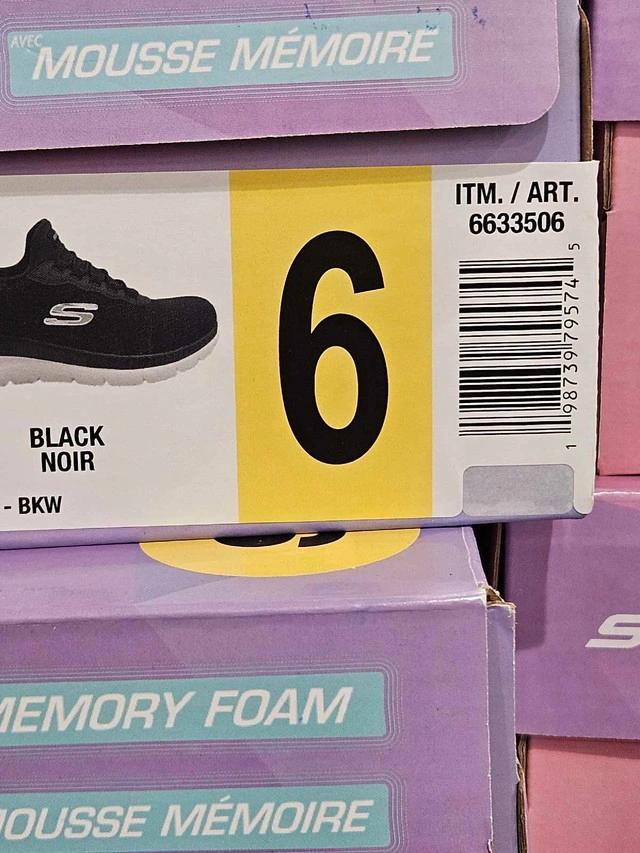 AVEC
MOUSSE MÉMOIRE
ITM. / ART.
6633506
6
BLACK
NOIR
- BKW
1 98739 79574 5
MEMORY FOAM
MOUSSE MÉMOIRE